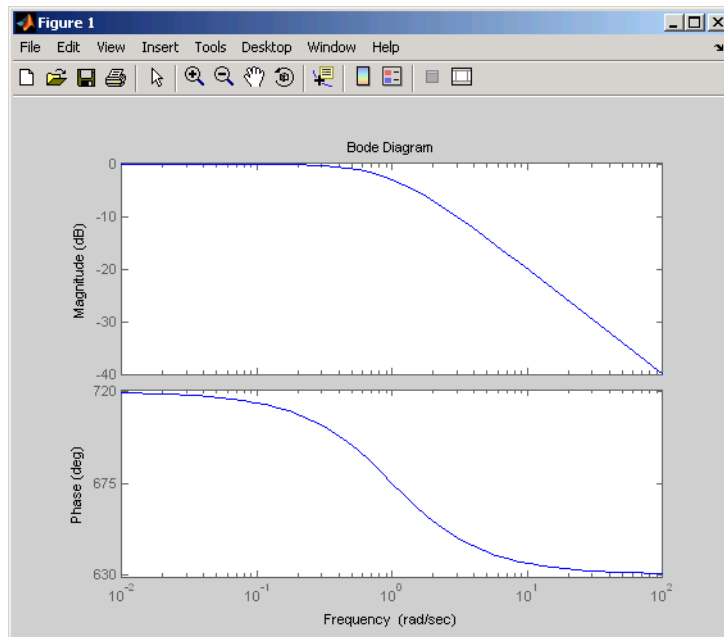 Figure 1
File Edit View Insert Tools Desktop Window Help
Bode Diagram
Magnitude (dB)
0
-10
-20
-30
-40
Phase (deg)
720
675
630
10^-2 10^-1 10^0 10^1 10^2
Frequency (rad/sec)